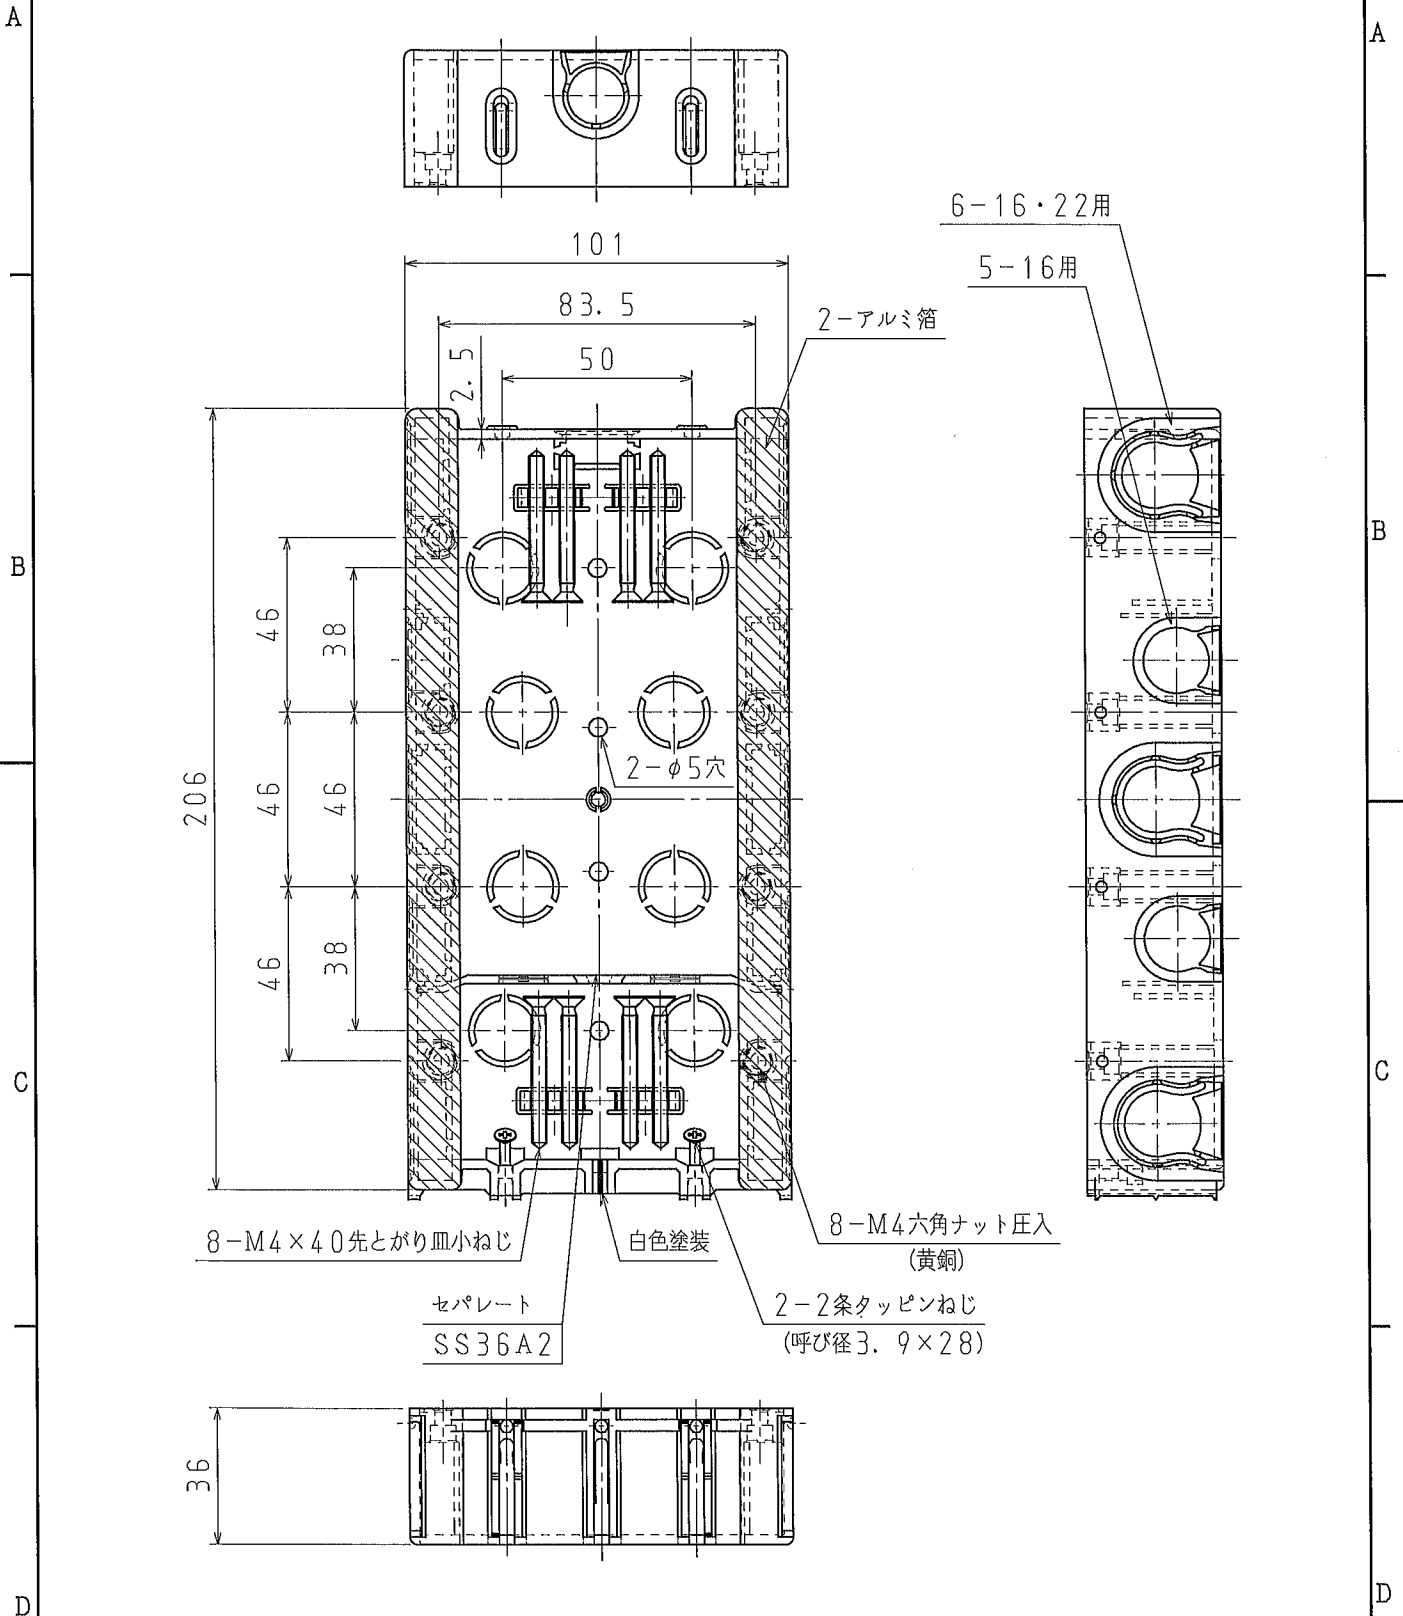 A
A
6-16・22用
101
5-16用
83.5
2-アルミ箔
2.5
50
B
B
46
38
206
2-φ5穴
46
46
46
38
C
C
8-M4×40先とがり皿小ねじ
白色塗装
8-M4六角ナット圧入
(黄銅)
セパレート
SS36A2
2-2条タッピンねじ
(呼び径3.9×28)
36
D
D